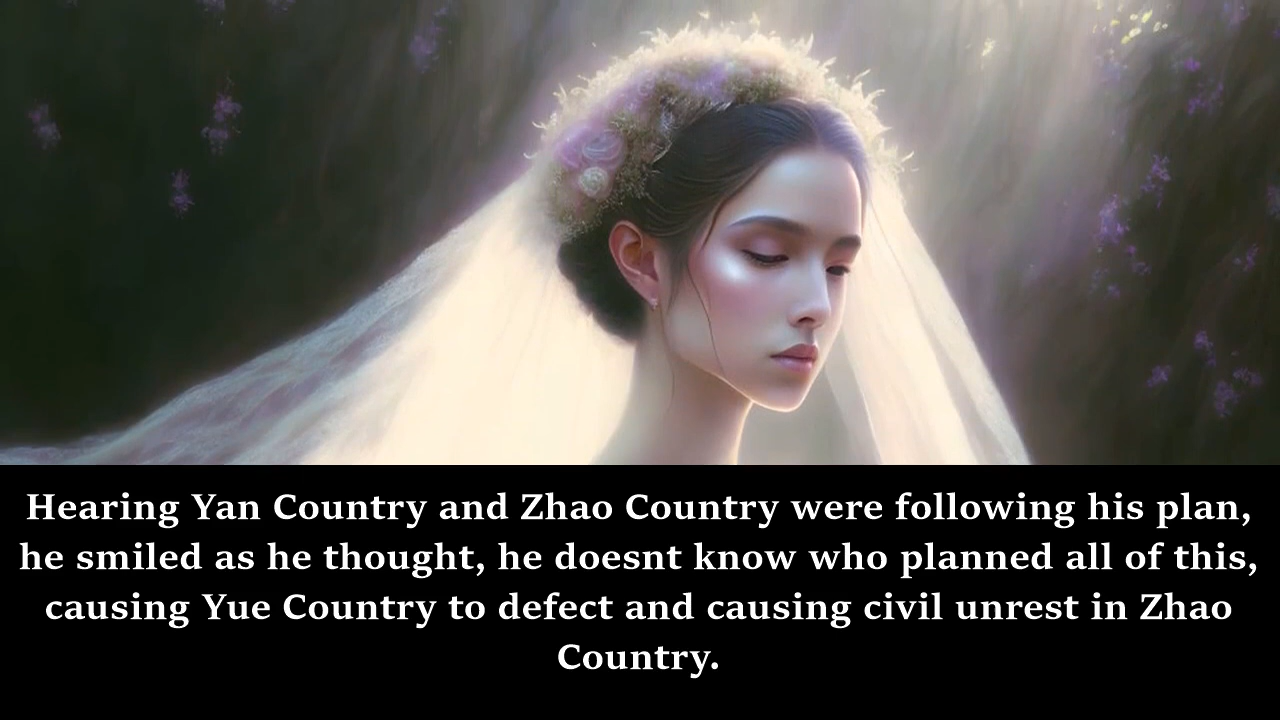 Hearing Yan Country and Zhao Country were following his plan,
he smiled as he thought, he doesnt know who planned all of this,
causing Yue Country to defect and causing civil unrest in Zhao
Country.